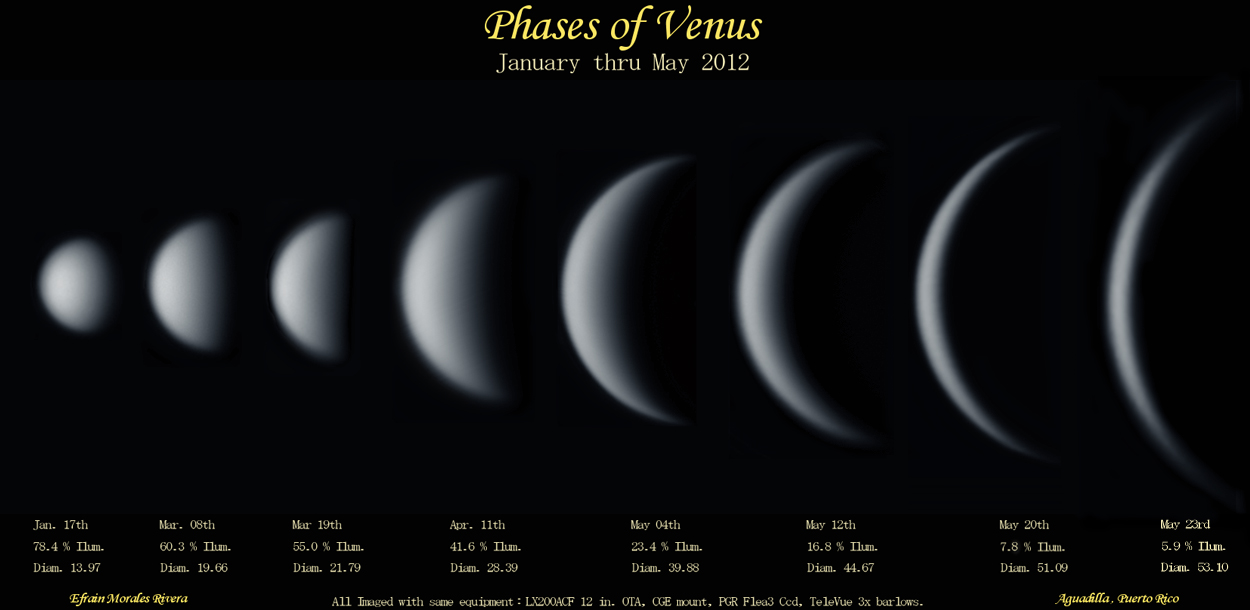 Phases of Venus
January thru May 2012
Jan. 17th
78.4 % Ilum.
Diam. 13.97
Mar. 08th
60.3 % Ilum.
Diam. 19.66
Mar 19th
55.0 % Ilum.
Diam. 21.79
Apr. 11th
41.6 % Ilum.
Diam. 28.39
May 04th
23.4 % Ilum.
Diam. 39.88
May 12th
16.8 % Ilum.
Diam. 44.67
May 20th
7.8 % Ilum.
Diam. 51.09
May 23rd
5.9 % Ilum.
Diam. 53.10
Efrain Morales Rivera
All Imaged with same equipment: LX200ACF 12 in. OTA, CGE mount, PGR Flea3 Ccd, TeleVue 3x barlows.
Aguadilla, Puerto Rico